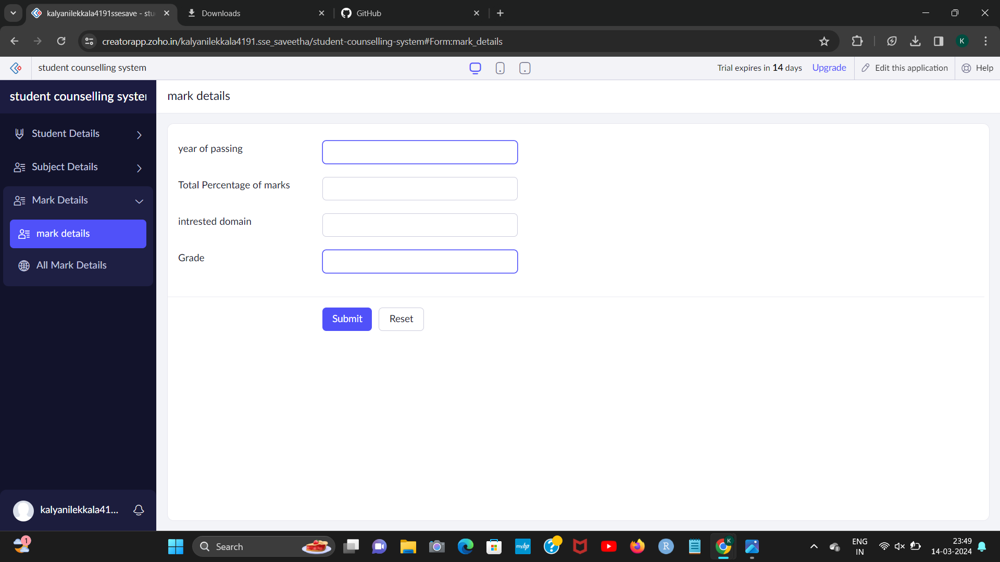 kalyanilekkala4191ssesave - stu
Downloads
GitHub
creatorapp.zoho.in/kalyanilekkala4191.sse_saveetha/student-counselling-system#Form:mark_details
K
student counselling system
Trial expires in 14 days
Upgrade
Edit this application
Help
student counselling syster
mark details
Student Details
Subject Details
Mark Details
mark details
All Mark Details
year of passing
Total Percentage of marks
intrested domain
Grade
Submit
Reset
kalyanilekkala41...
1
Search
myhp
R
K
ENG
IN
23:49
14-03-2024